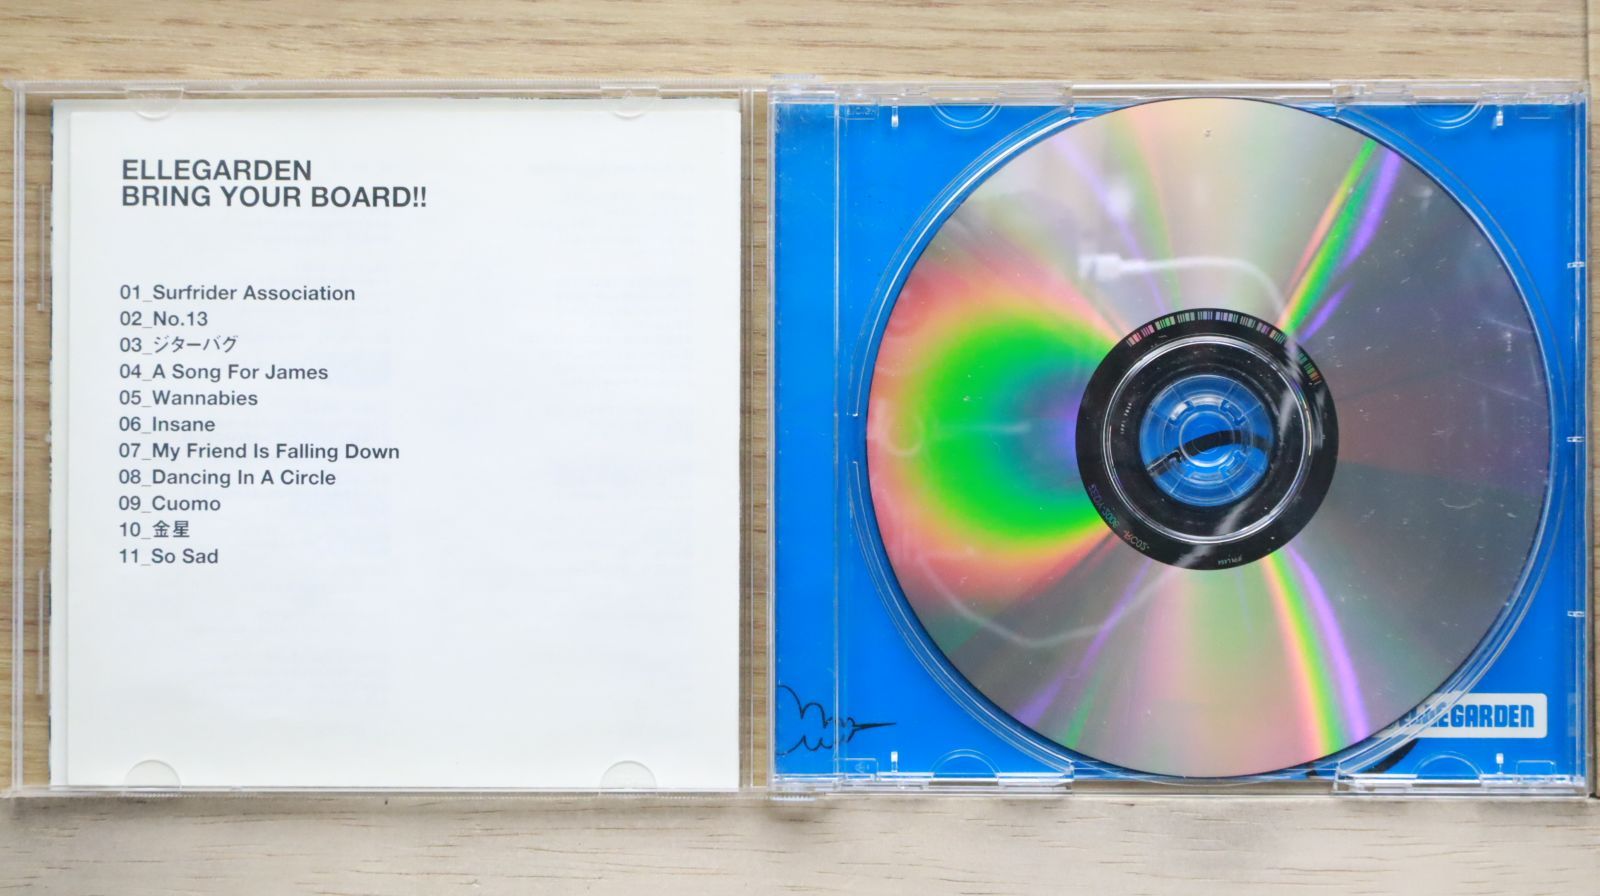 ELLEGARDEN
BRING YOUR BOARD!!
01_Surfrider Association
02_No.13
03_ジターバグ
04_A Song For James
05_Wannabies
06_Insane
07_My Friend Is Falling Down
08_Dancing In A Circle
09_Cuomo
10_金星
11_So Sad
ELLEGARDEN